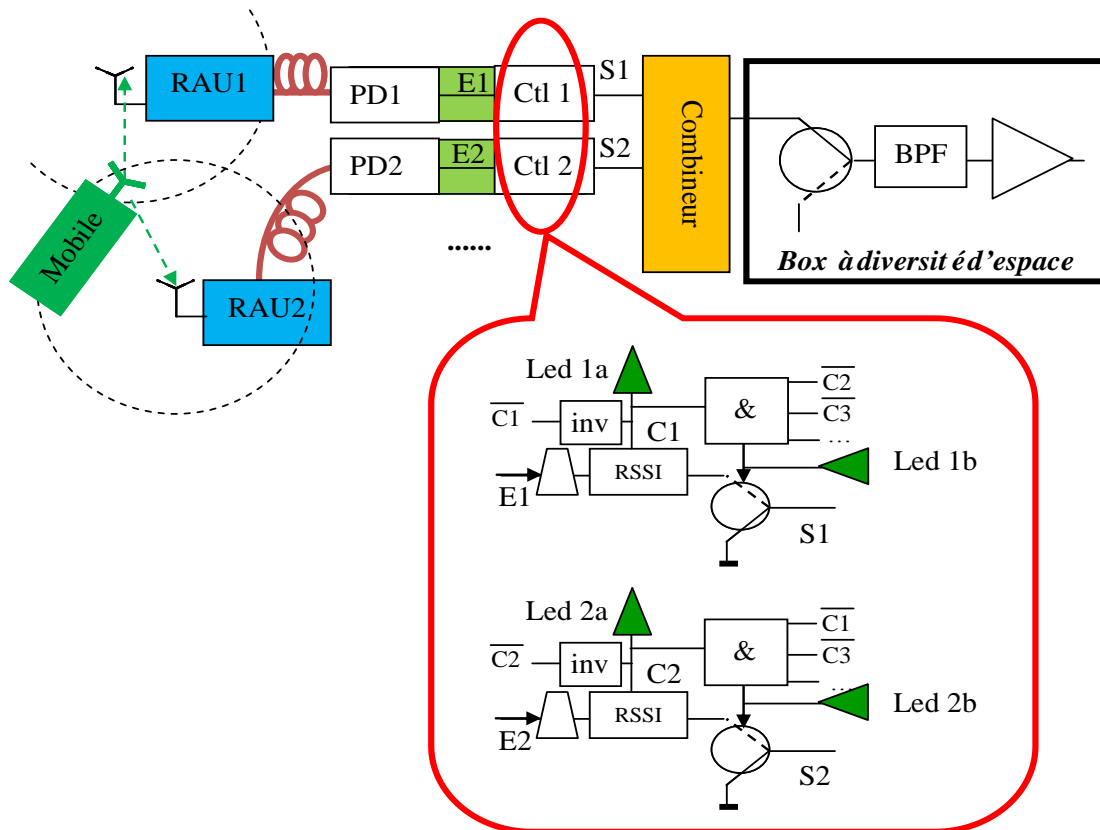 RAU1
PD1
E1
Ctl 1
S1
PD2
E2
Ctl 2
S2
Combineur
BPF
Box à diversité d'espace
Mobile
RAU2
......
Led 1a
&
C2
C3
...
C1
inv
C1
Led 1b
RSSI
E1
S1
Led 2a
&
C1
C3
...
C2
inv
C2
Led 2b
RSSI
E2
S2